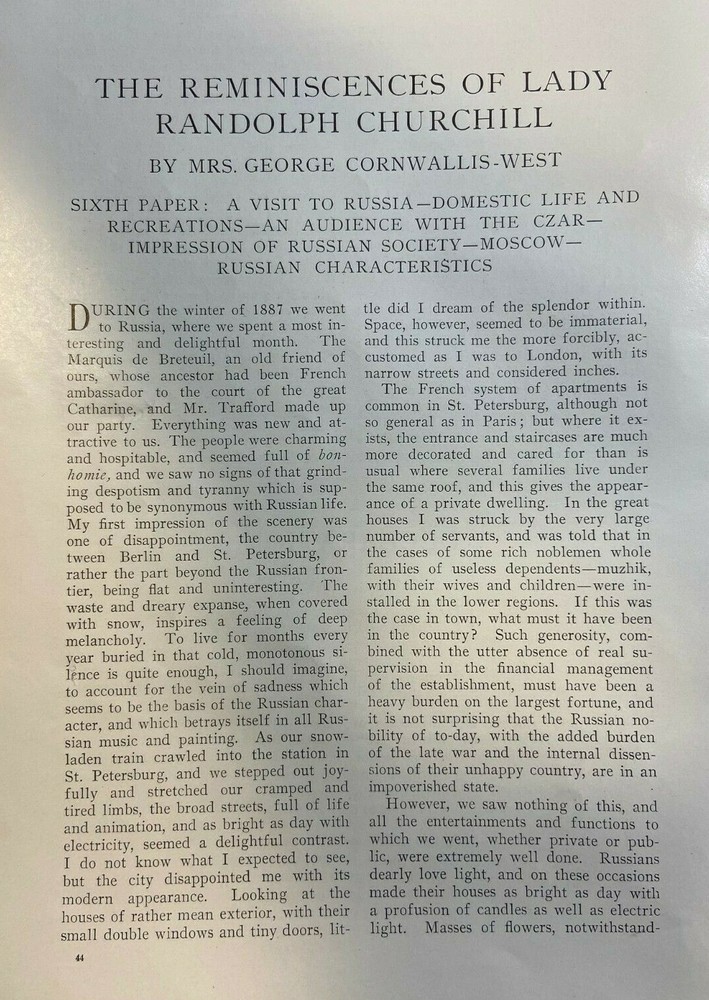 THE REMINISCENCES OF LADY
RANDOLPH CHURCHILL
BY MRS. GEORGE CORNWALLIS-WEST
SIXTH PAPER: A VISIT TO RUSSIA—DOMESTIC LIFE AND
RECREATIONS—AN AUDIENCE WITH THE CZAR—
IMPRESSION OF RUSSIAN SOCIETY—MOSCOW—
RUSSIAN CHARACTERISTICS
DURING the winter of 1887 we went
to Russia, where we spent a most in-
teresting and delightful month. The
Marquis de Breteuil, an old friend of
ours, whose ancestor had been French
ambassador to the court of the great
Catharine, and Mr. Trafford made up
our party. Everything was new and at-
tractive to us. The people were charming
and hospitable, and seemed full of bon-
homie, and we saw no signs of that grind-
ing despotism and tyranny which is sup-
posed to be synonymous with Russian life.
My first impression of the scenery was
one of disappointment, the country be-
tween Berlin and St. Petersburg, or
rather the part beyond the Russian fron-
tier, being flat and uninteresting. The
waste and dreary expanse, when covered
with snow, inspires a feeling of deep
melancholy. To live for months every
year buried in that cold, monotonous si-
lence is quite enough, I should imagine,
to account for the vein of sadness which
seems to be the basis of the Russian char-
acter, and which betrays itself in all Rus-
sian music and painting. As our snow-
laden train crawled into the station in
St. Petersburg, and we stepped out joy-
fully and stretched our cramped and
tired limbs, the broad streets, full of life
and animation, and as bright as day with
electricity, seemed a delightful contrast.
I do not know what I expected to see,
but the city disappointed me with its
modern appearance. Looking at the
houses of rather mean exterior, with their
small double windows and tiny doors, lit-
tle did I dream of the splendor within.
Space, however, seemed to be immaterial,
and this struck me the more forcibly, ac-
customed as I was to London, with its
narrow streets and considered inches.
The French system of apartments is
common in St. Petersburg, although not
so general as in Paris; but where it ex-
ists, the entrance and staircases are much
more decorated and cared for than is
usual where several families live under
the same roof, and this gives the appear-
ance of a private dwelling. In the great
houses I was struck by the very large
number of servants, and was told that in
the cases of some rich noblemen whole
families of useless dependents—muzhik,
with their wives and children—were in-
stalled in the lower regions. If this was
the case in town, what must it have been
in the country? Such generosity, com-
bined with the utter absence of real su-
pervision in the financial management
of the establishment, must have been a
heavy burden on the largest fortune, and
it is not surprising that the Russian no-
bility of to-day, with the added burden
of the late war and the internal dissen-
sions of their unhappy country, are in an
impoverished state.
However, we saw nothing of this, and
all the entertainments and functions to
which we went, whether private or pub-
lic, were extremely well done. Russians
dearly love light, and on these occasions
made their houses as bright as day with
a profusion of candles as well as electric
light. Masses of flowers, notwithstand-
44